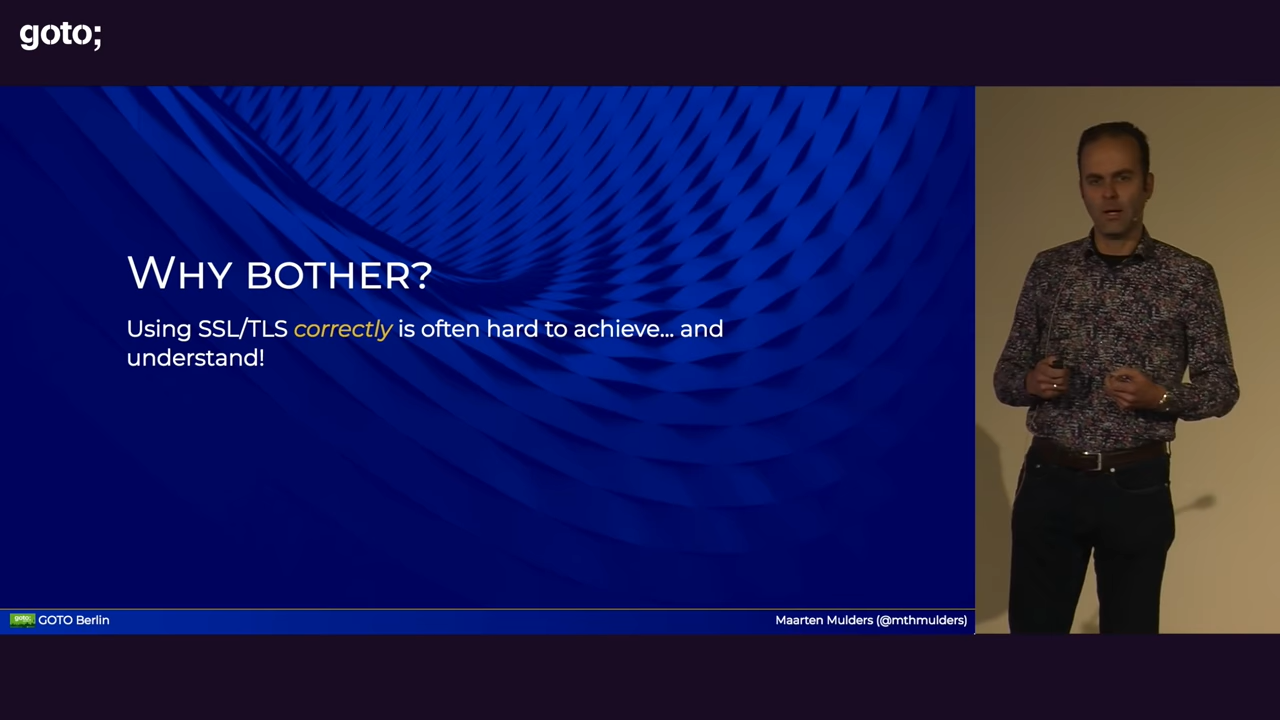 goto;
WHY BOTHER?
Using SSL/TLS correctly is often hard to achieve... and
understand!
goto;
GOTO Berlin
Maarten Mulders (@mthmulders)